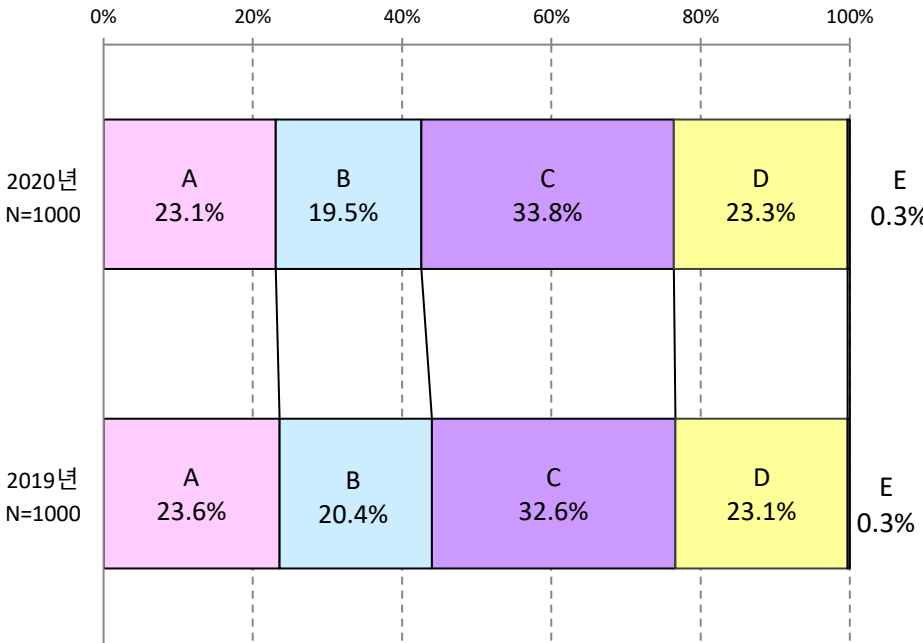 0% 20% 40% 60% 80% 100%
2020년
N=1000
A
23.1%
B
19.5%
C
33.8%
D
23.3%
E
0.3%
2019년
N=1000
A
23.6%
B
20.4%
C
32.6%
D
23.1%
E
0.3%